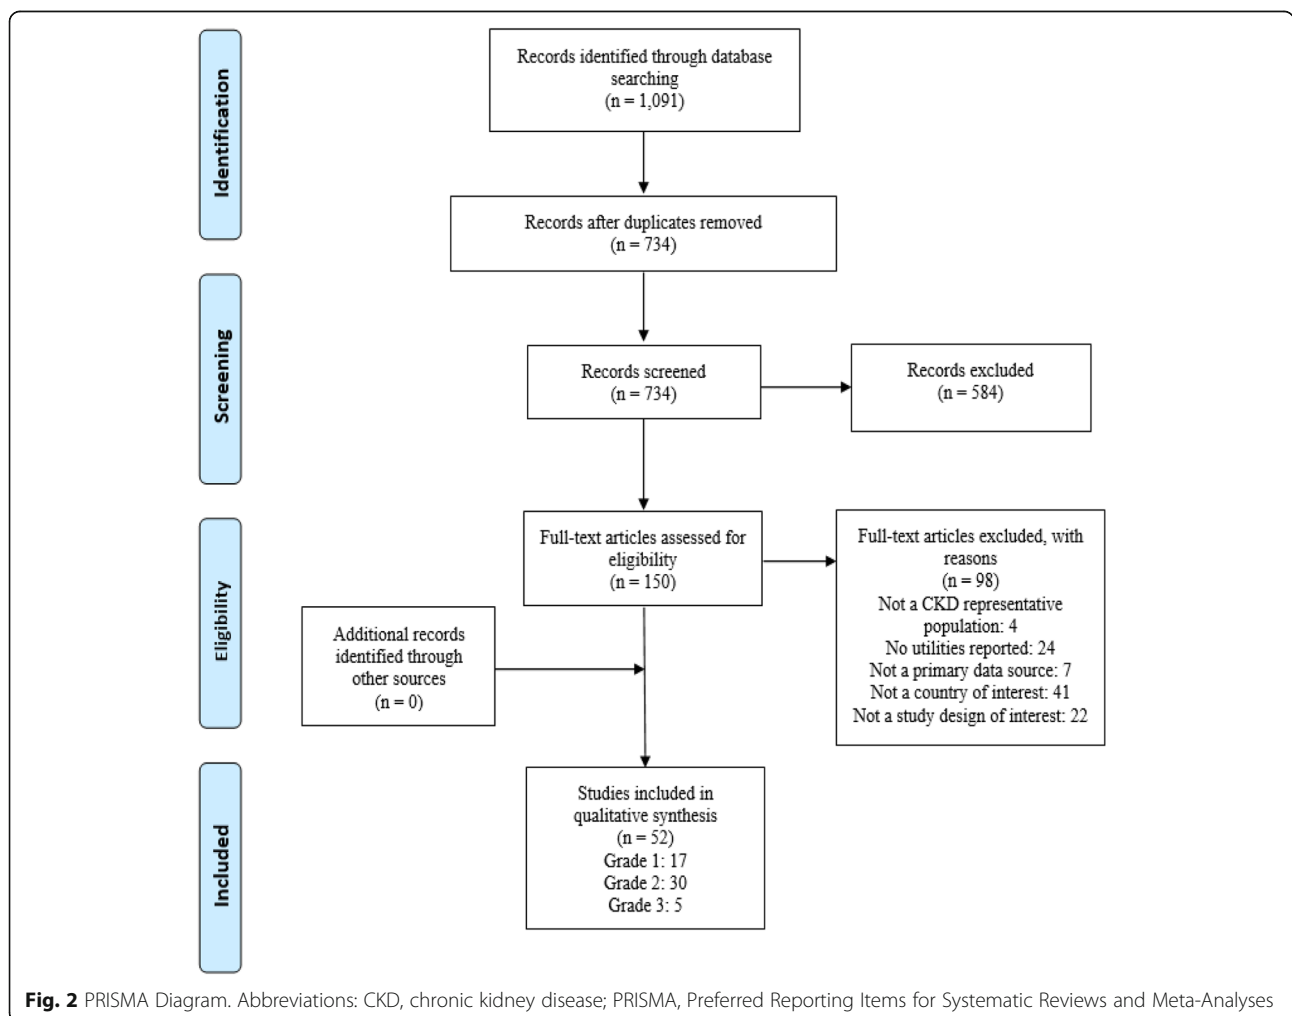 Identification
Records identified through database
searching
(n = 1,091)
Records after duplicates removed
(n = 734)
Screening
Records screened
(n = 734)
Records excluded
(n = 584)
Eligibility
Full-text articles assessed for
eligibility
(n = 150)
Full-text articles excluded, with
reasons
(n = 98)
Not a CKD representative
population: 4
No utilities reported: 24
Not a primary data source: 7
Not a country of interest: 41
Not a study design of interest: 22
Additional records
identified through
other sources
(n = 0)
Included
Studies included in
qualitative synthesis
(n = 52)
Grade 1: 17
Grade 2: 30
Grade 3: 5
Fig. 2 PRISMA Diagram. Abbreviations: CKD, chronic kidney disease; PRISMA, Preferred Reporting Items for Systematic Reviews and Meta-Analyses